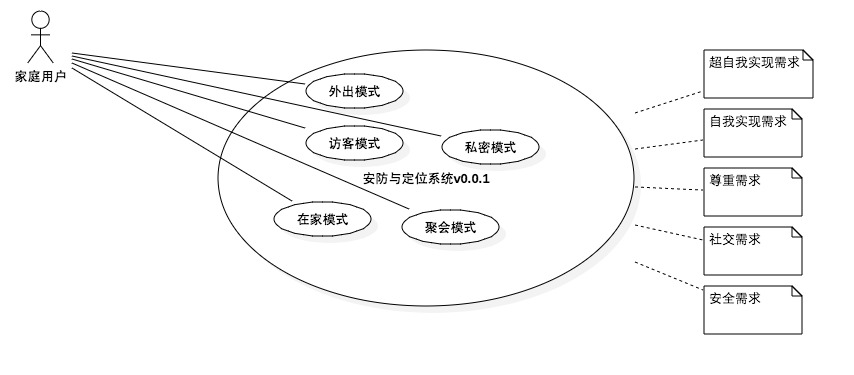 家庭用户
外出模式
访客模式
私密模式
安防与定位系统v0.0.1
在家模式
聚会模式
超自我实现需求
自我实现需求
尊重需求
社交需求
安全需求